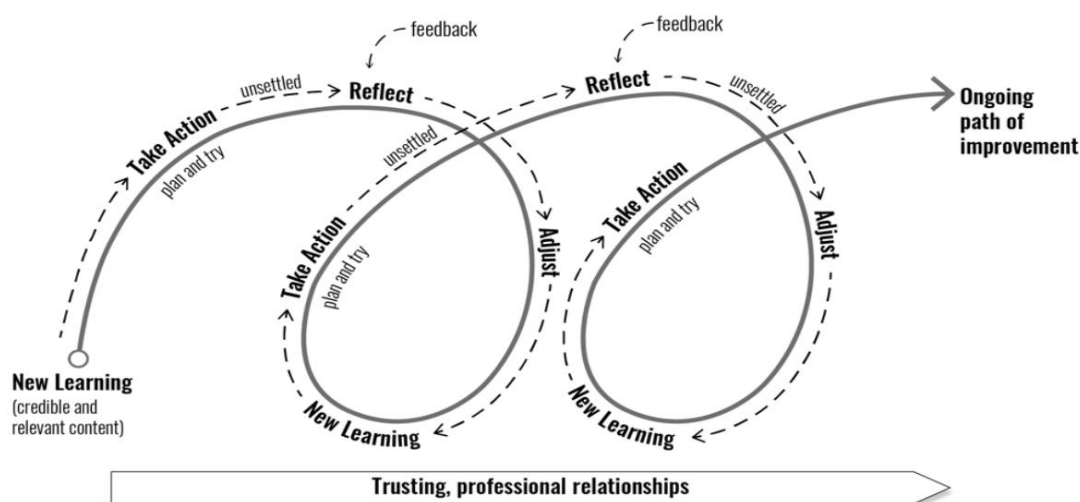 feedback
feedback
unsettled
Reflect
Reflect
unsettled
Ongoing
path of
improvement
Take Action
plan and try
unsettled
Take Action
plan and try
Adjust
Adjust
Take Action
plan and try
New Learning
(credible and
relevant content)
New Learning
New Learning
Trusting, professional relationships